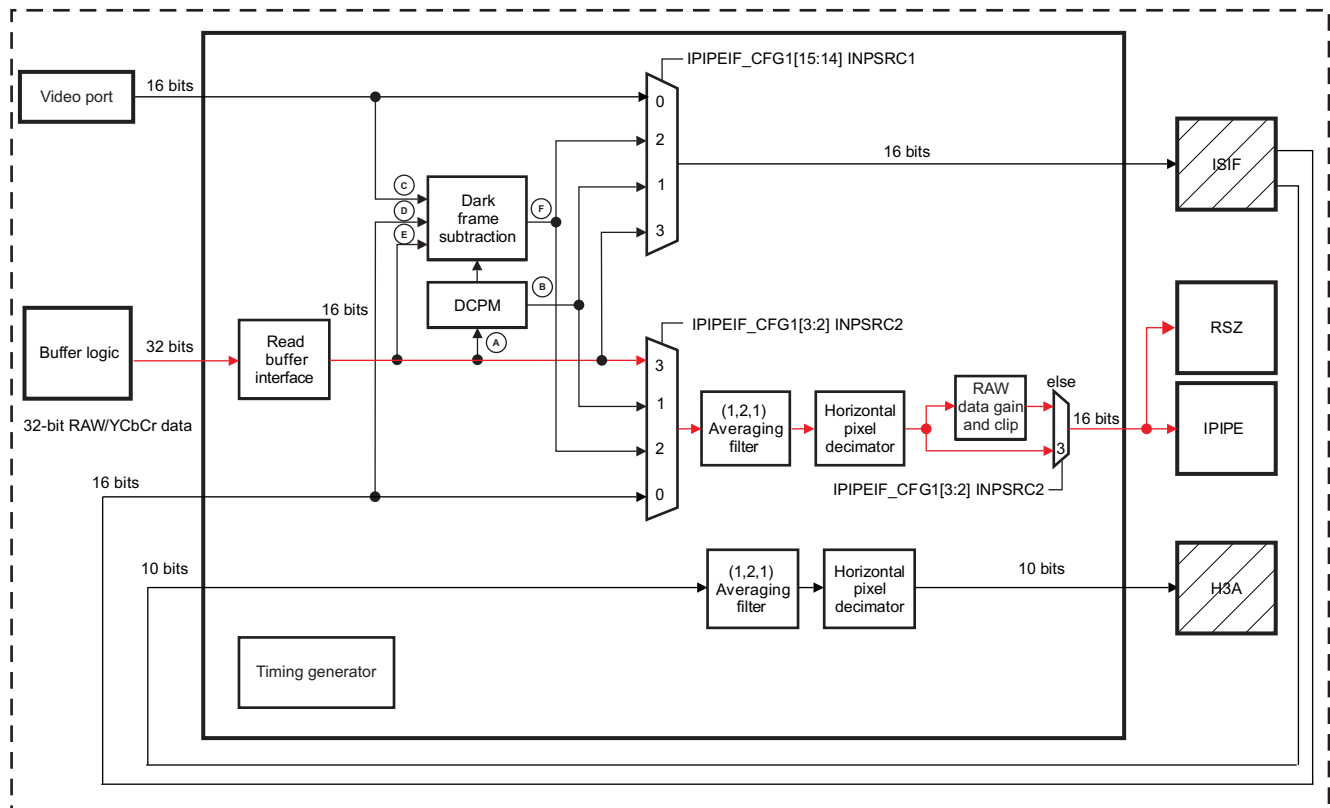 IPIPEIF_CFG1[15:14] INPSRC1
Video port
16 bits
0
2
1
3
16 bits
ISIF
C
D
E
Dark
frame
subtraction
F
DCPM
B
A
Buffer logic
32 bits
32-bit RAW/YCbCr data
Read
buffer
interface
16 bits
IPIPEIF_CFG1[3:2] INPSRC2
3
1
2
0
(1,2,1)
Averaging
filter
Horizontal
pixel
decimator
RAW
data gain
and clip
else
3
16 bits
IPIPEIF_CFG1[3:2] INPSRC2
RSZ
IPIPE
16 bits
10 bits
(1,2,1)
Averaging
filter
Horizontal
pixel
decimator
10 bits
H3A
Timing generator